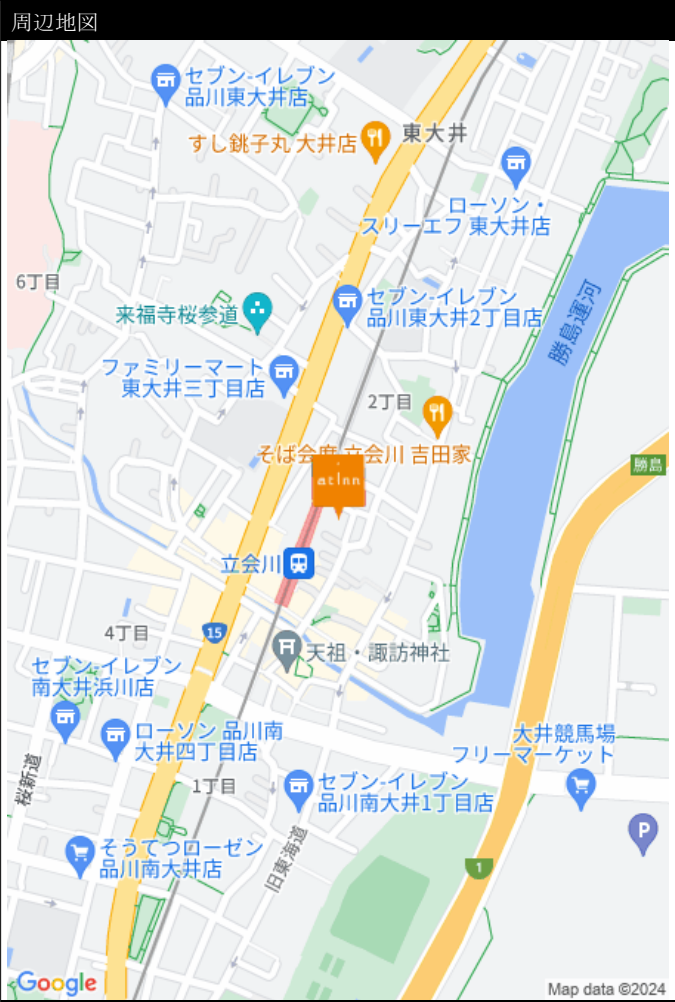 周辺地図
セブン-イレブン
品川東大井店
すし銚子丸 大井店
東大井
ローソン・
スリーエフ 東大井店
6丁目
来福寺桜参道
セブン-イレブン
品川東大井2丁目店
勝島運河
ファミリーマート
東大井三丁目店
2丁目
そば会席 立会川 吉田家
勝島
at Inn
立会川
15
4丁目
天祖・諏訪神社
セブン-イレブン
南大井浜川店
ローソン 品川南
大井四丁目店
大井競馬場
フリーマーケット
桜新道
1丁目
セブン-イレブン
品川南大井1丁目店
P
そうてつローゼン
品川南大井店
旧東海道
1
Google
Map data ©2024